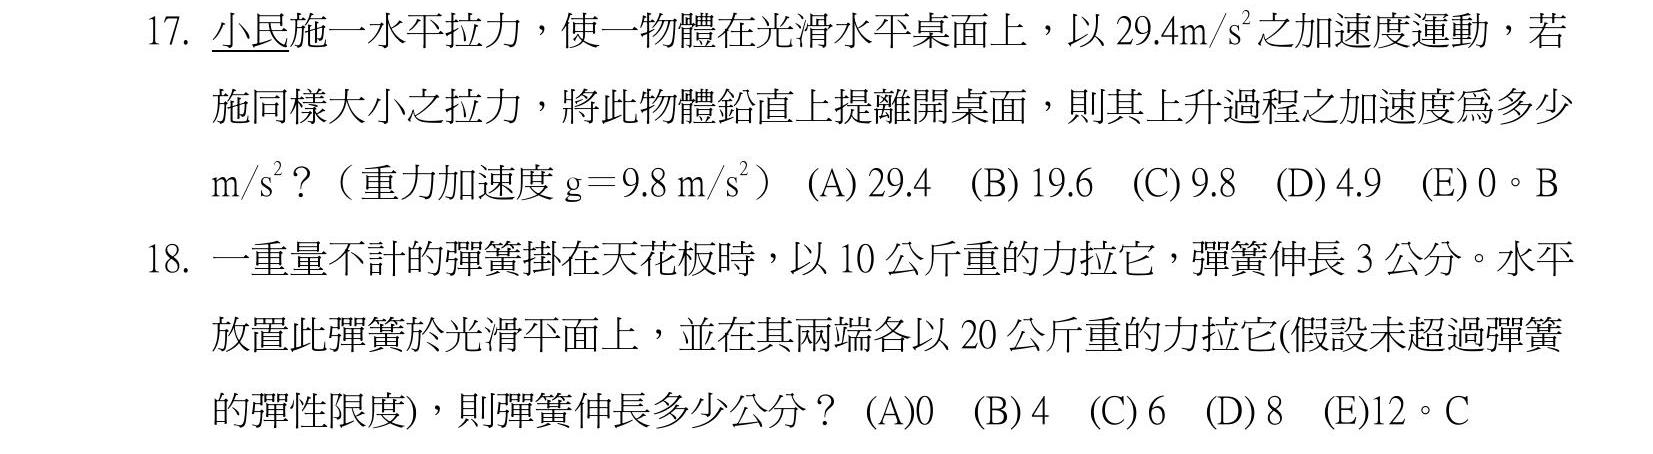 17. 小民施一水平拉力，使一物體在光滑水平桌面上，以 29.4m/s²之加速度運動，若
施同樣大小之拉力，將此物體鉛直上提離開桌面，則其上升過程之加速度為多少
m/s²？（重力加速度 g＝9.8 m/s²） (A) 29.4 (B) 19.6 (C) 9.8 (D) 4.9 (E) 0。B
18. 一重量不計的彈簧掛在天花板時，以 10 公斤重的力拉它，彈簧伸長 3 公分。水平
放置此彈簧於光滑平面上，並在其兩端各以 20 公斤重的力拉它(假設未超過彈簧
的彈性限度)，則彈簧伸長多少公分？ (A)0 (B) 4 (C) 6 (D) 8 (E)12。C